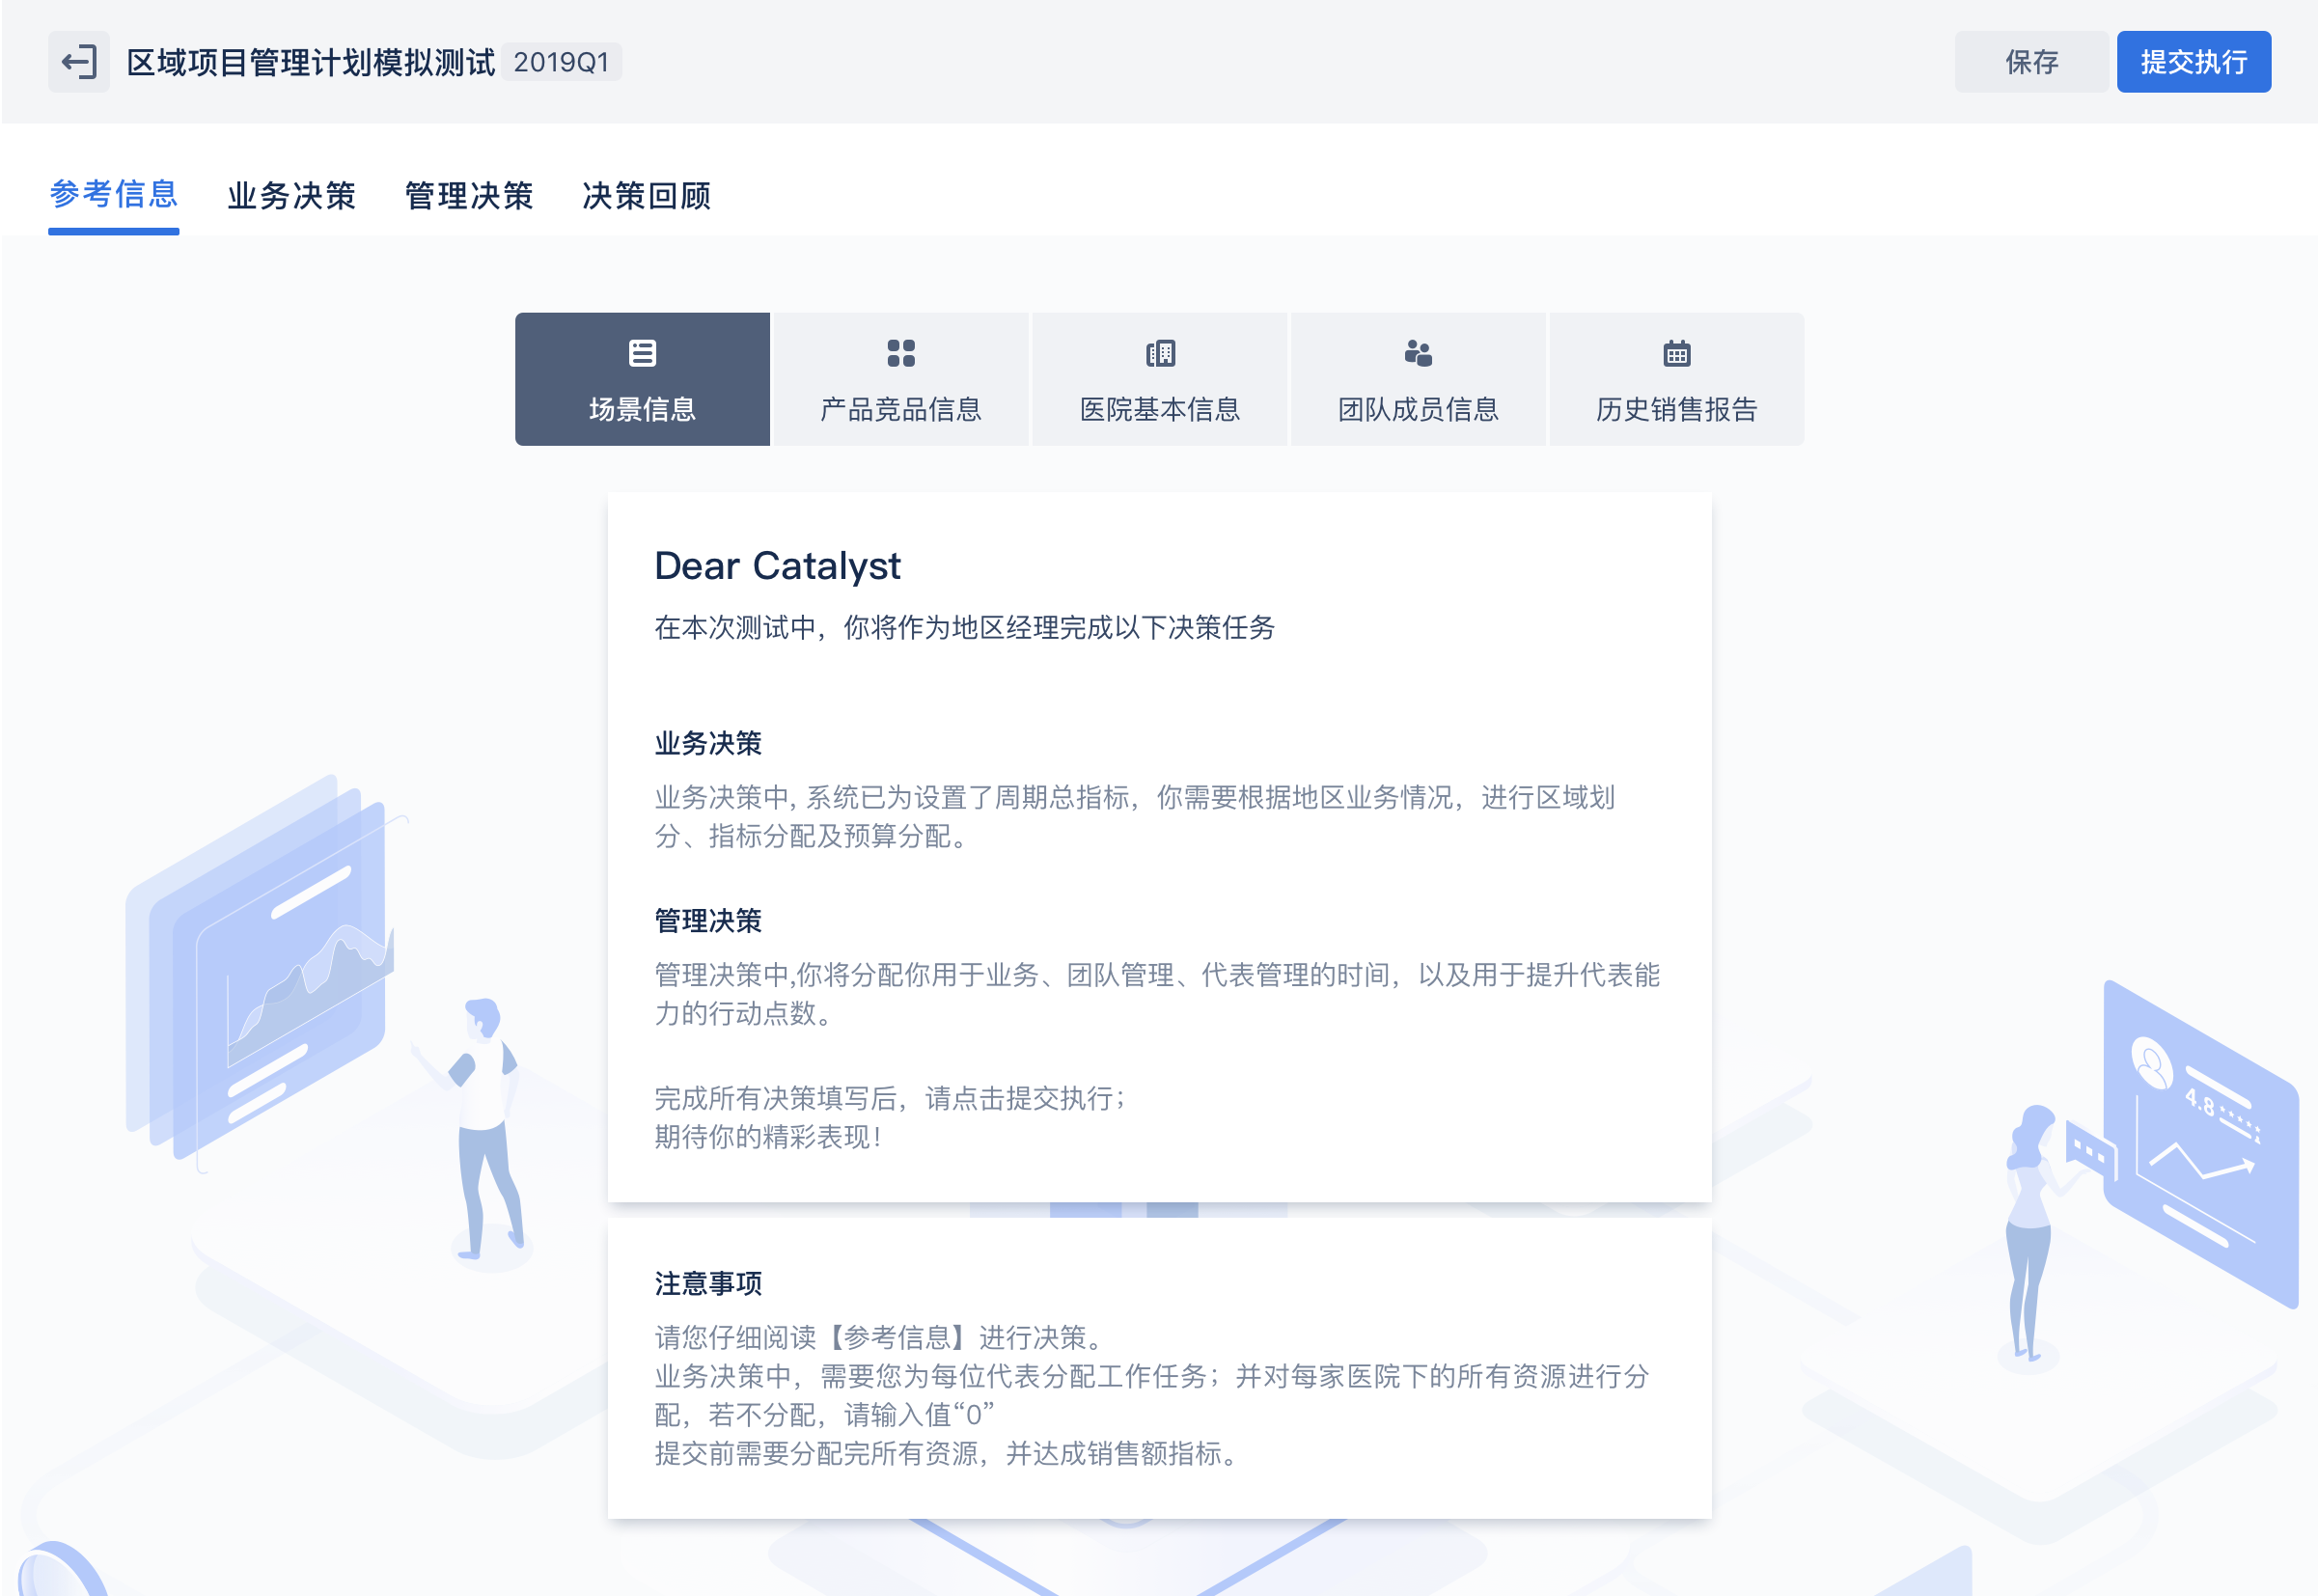 区域项目管理计划模拟测试 2019Q1
保存 提交执行
参考信息 业务决策 管理决策 决策回顾
场景信息 产品竞品信息 医院基本信息 团队成员信息 历史销售报告
Dear Catalyst
在本次测试中，你将作为地区经理完成以下决策任务
业务决策
业务决策中, 系统已为设置了周期总指标，你需要根据地区业务情况，进行区域划
分、指标分配及预算分配。
管理决策
管理决策中,你将分配你用于业务、团队管理、代表管理的时间，以及用于提升代表能
力的行动点数。
完成所有决策填写后，请点击提交执行；
期待你的精彩表现！
4.8
注意事项
请您仔细阅读【参考信息】进行决策。
业务决策中，需要您为每位代表分配工作任务；并对每家医院下的所有资源进行分
配，若不分配，请输入值“0”
提交前需要分配完所有资源，并达成销售额指标。